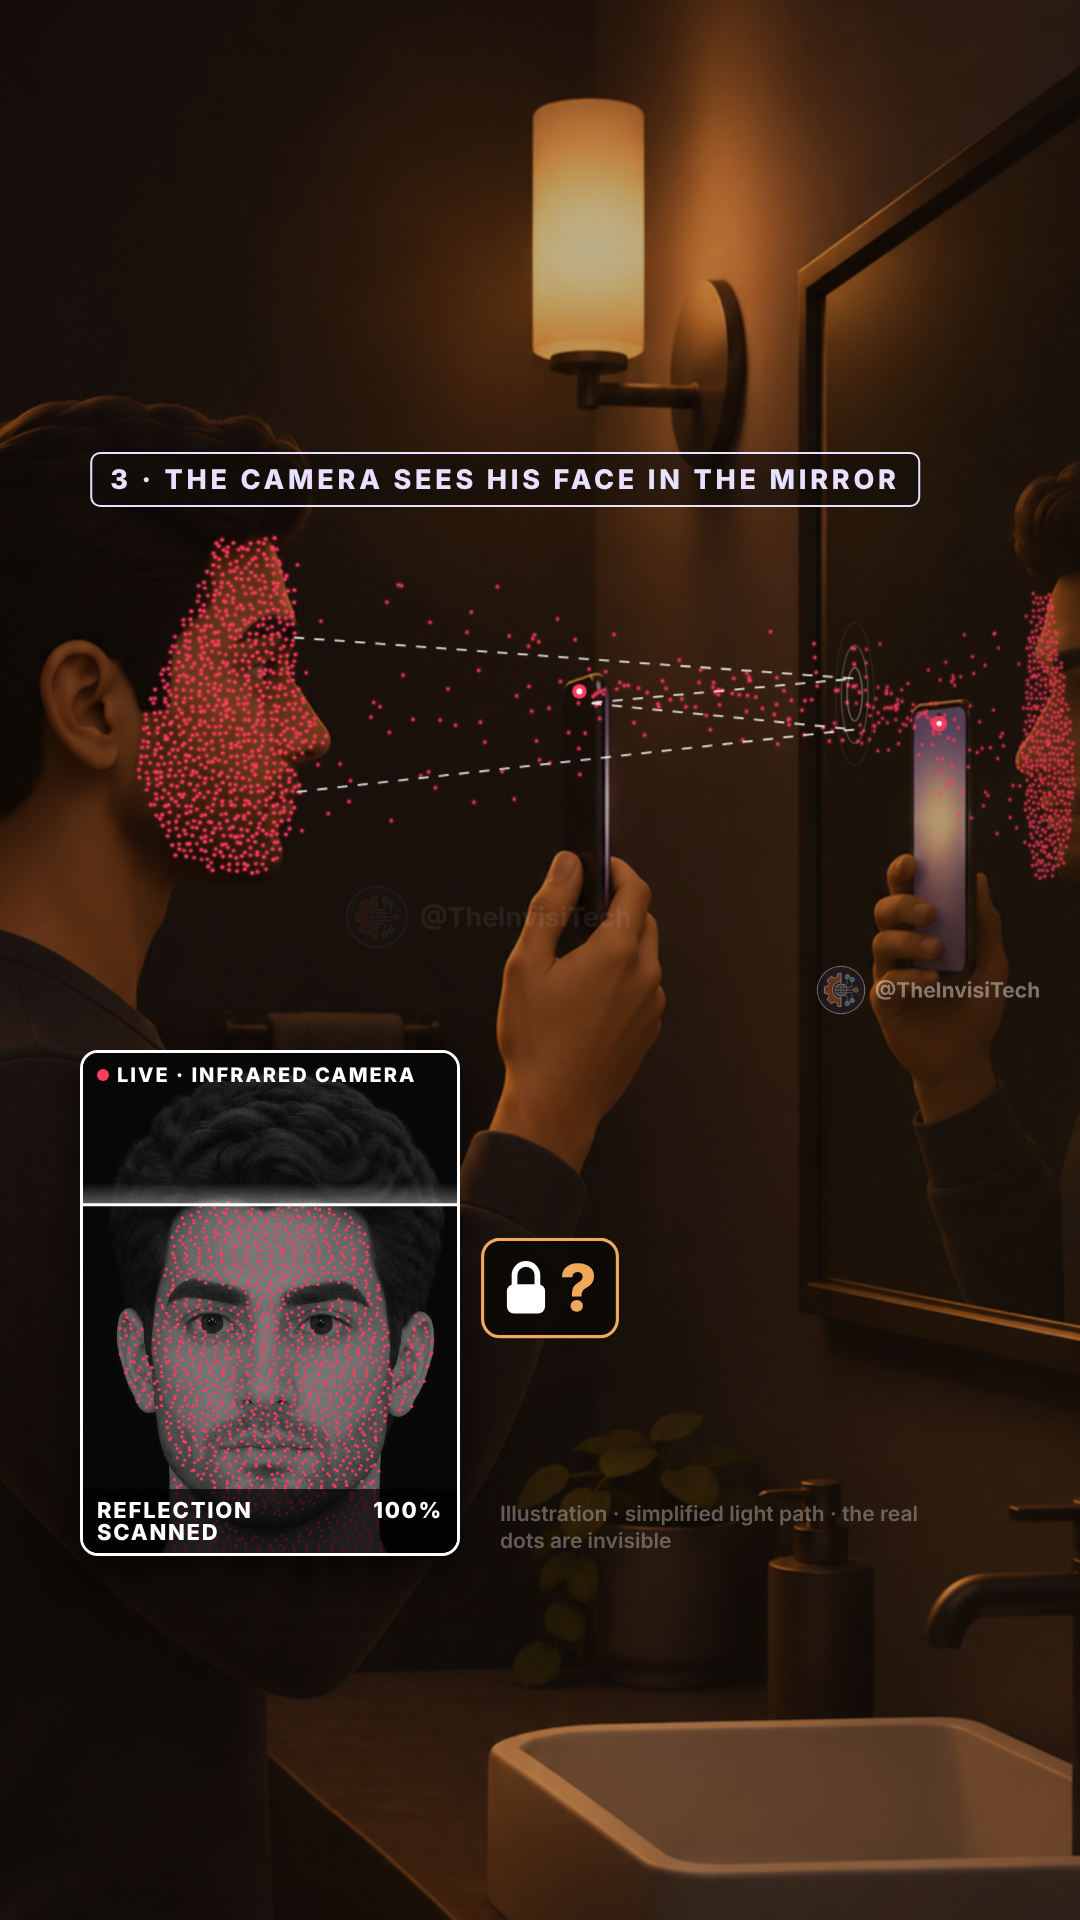 3 · THE CAMERA SEES HIS FACE IN THE MIRROR
@TheInvisiTech
@TheInvisiTech
LIVE · INFRARED CAMERA
?
REFLECTION 100%
SCANNED
Illustration · simplified light path · the real
dots are invisible